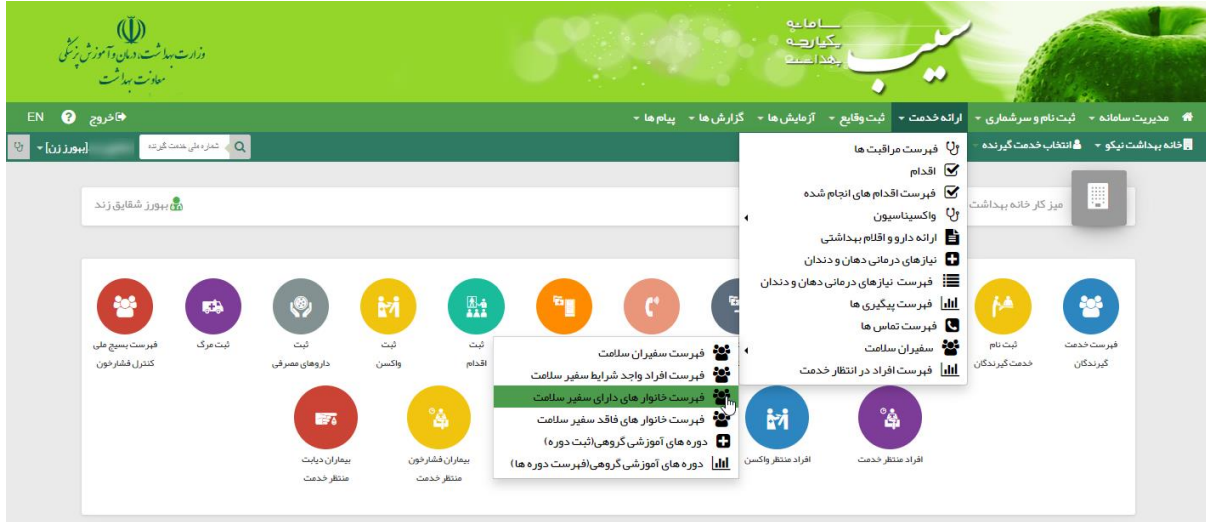 سامانه
یکپارچه
بهداشت
سیب
وزارت بهداشت، درمان و آموزش پزشکی
معاونت بهداشت
مدیریت سامانه
ثبت نام و سرشماری
ارائه خدمت
ثبت وقایع
آزمایش ها
گزارش ها
پیام ها
خروج
EN
خانه بهداشت نیکو
انتخاب خدمت گیرنده
شماره ملی خدمت گیرنده
[بهورز زن]
میز کار خانه بهداشت
بهورز شقایق زند
فهرست مراقبت ها
اقدام
فهرست اقدام های انجام شده
واکسیناسیون
ارائه دارو و اقلام بهداشتی
نیازهای درمانی دهان و دندان
فهرست نیازهای درمانی دهان و دندان
فهرست پیگیری ها
فهرست تماس ها
سفیران سلامت
فهرست افراد در انتظار خدمت
فهرست سفیران سلامت
فهرست افراد واجد شرایط سفیر سلامت
فهرست خانوار های دارای سفیر سلامت
فهرست خانوار های فاقد سفیر سلامت
دوره های آموزشی گروهی(ثبت دوره)
دوره های آموزشی گروهی(فهرست دوره ها)
فهرست خدمت
گیرندگان
ثبت نام
خدمت گیرندگان
ثبت
اقدام
ثبت
واکسن
ثبت
داروهای مصرفی
ثبت مرگ
فهرست بسیج ملی
کنترل فشارخون
افراد منتظر خدمت
افراد منتظر واکسن
بیماران فشارخون
منتظر خدمت
بیماران دیابت
منتظر خدمت